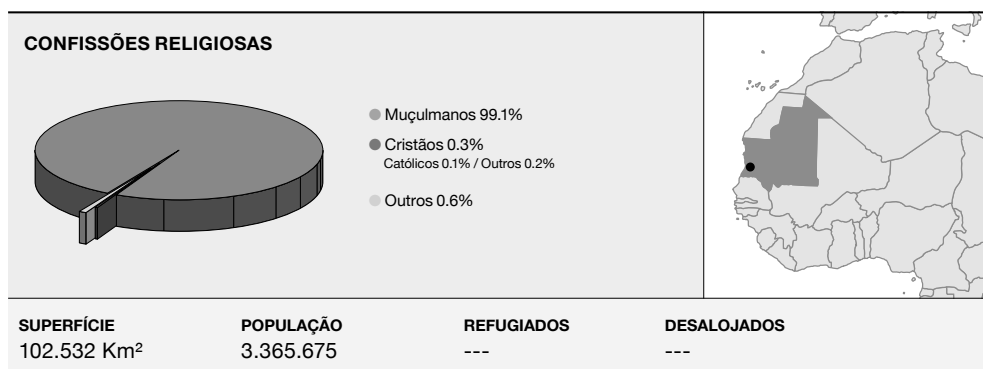 CONFISSÕES RELIGIOSAS
Muçulmanos 99.1%
Cristãos 0.3%
Católicos 0.1% / Outros 0.2%
Outros 0.6%
SUPERFÍCIE
102.532 Km²
POPULAÇÃO
3.365.675
REFUGIADOS
---
DESALOJADOS
---